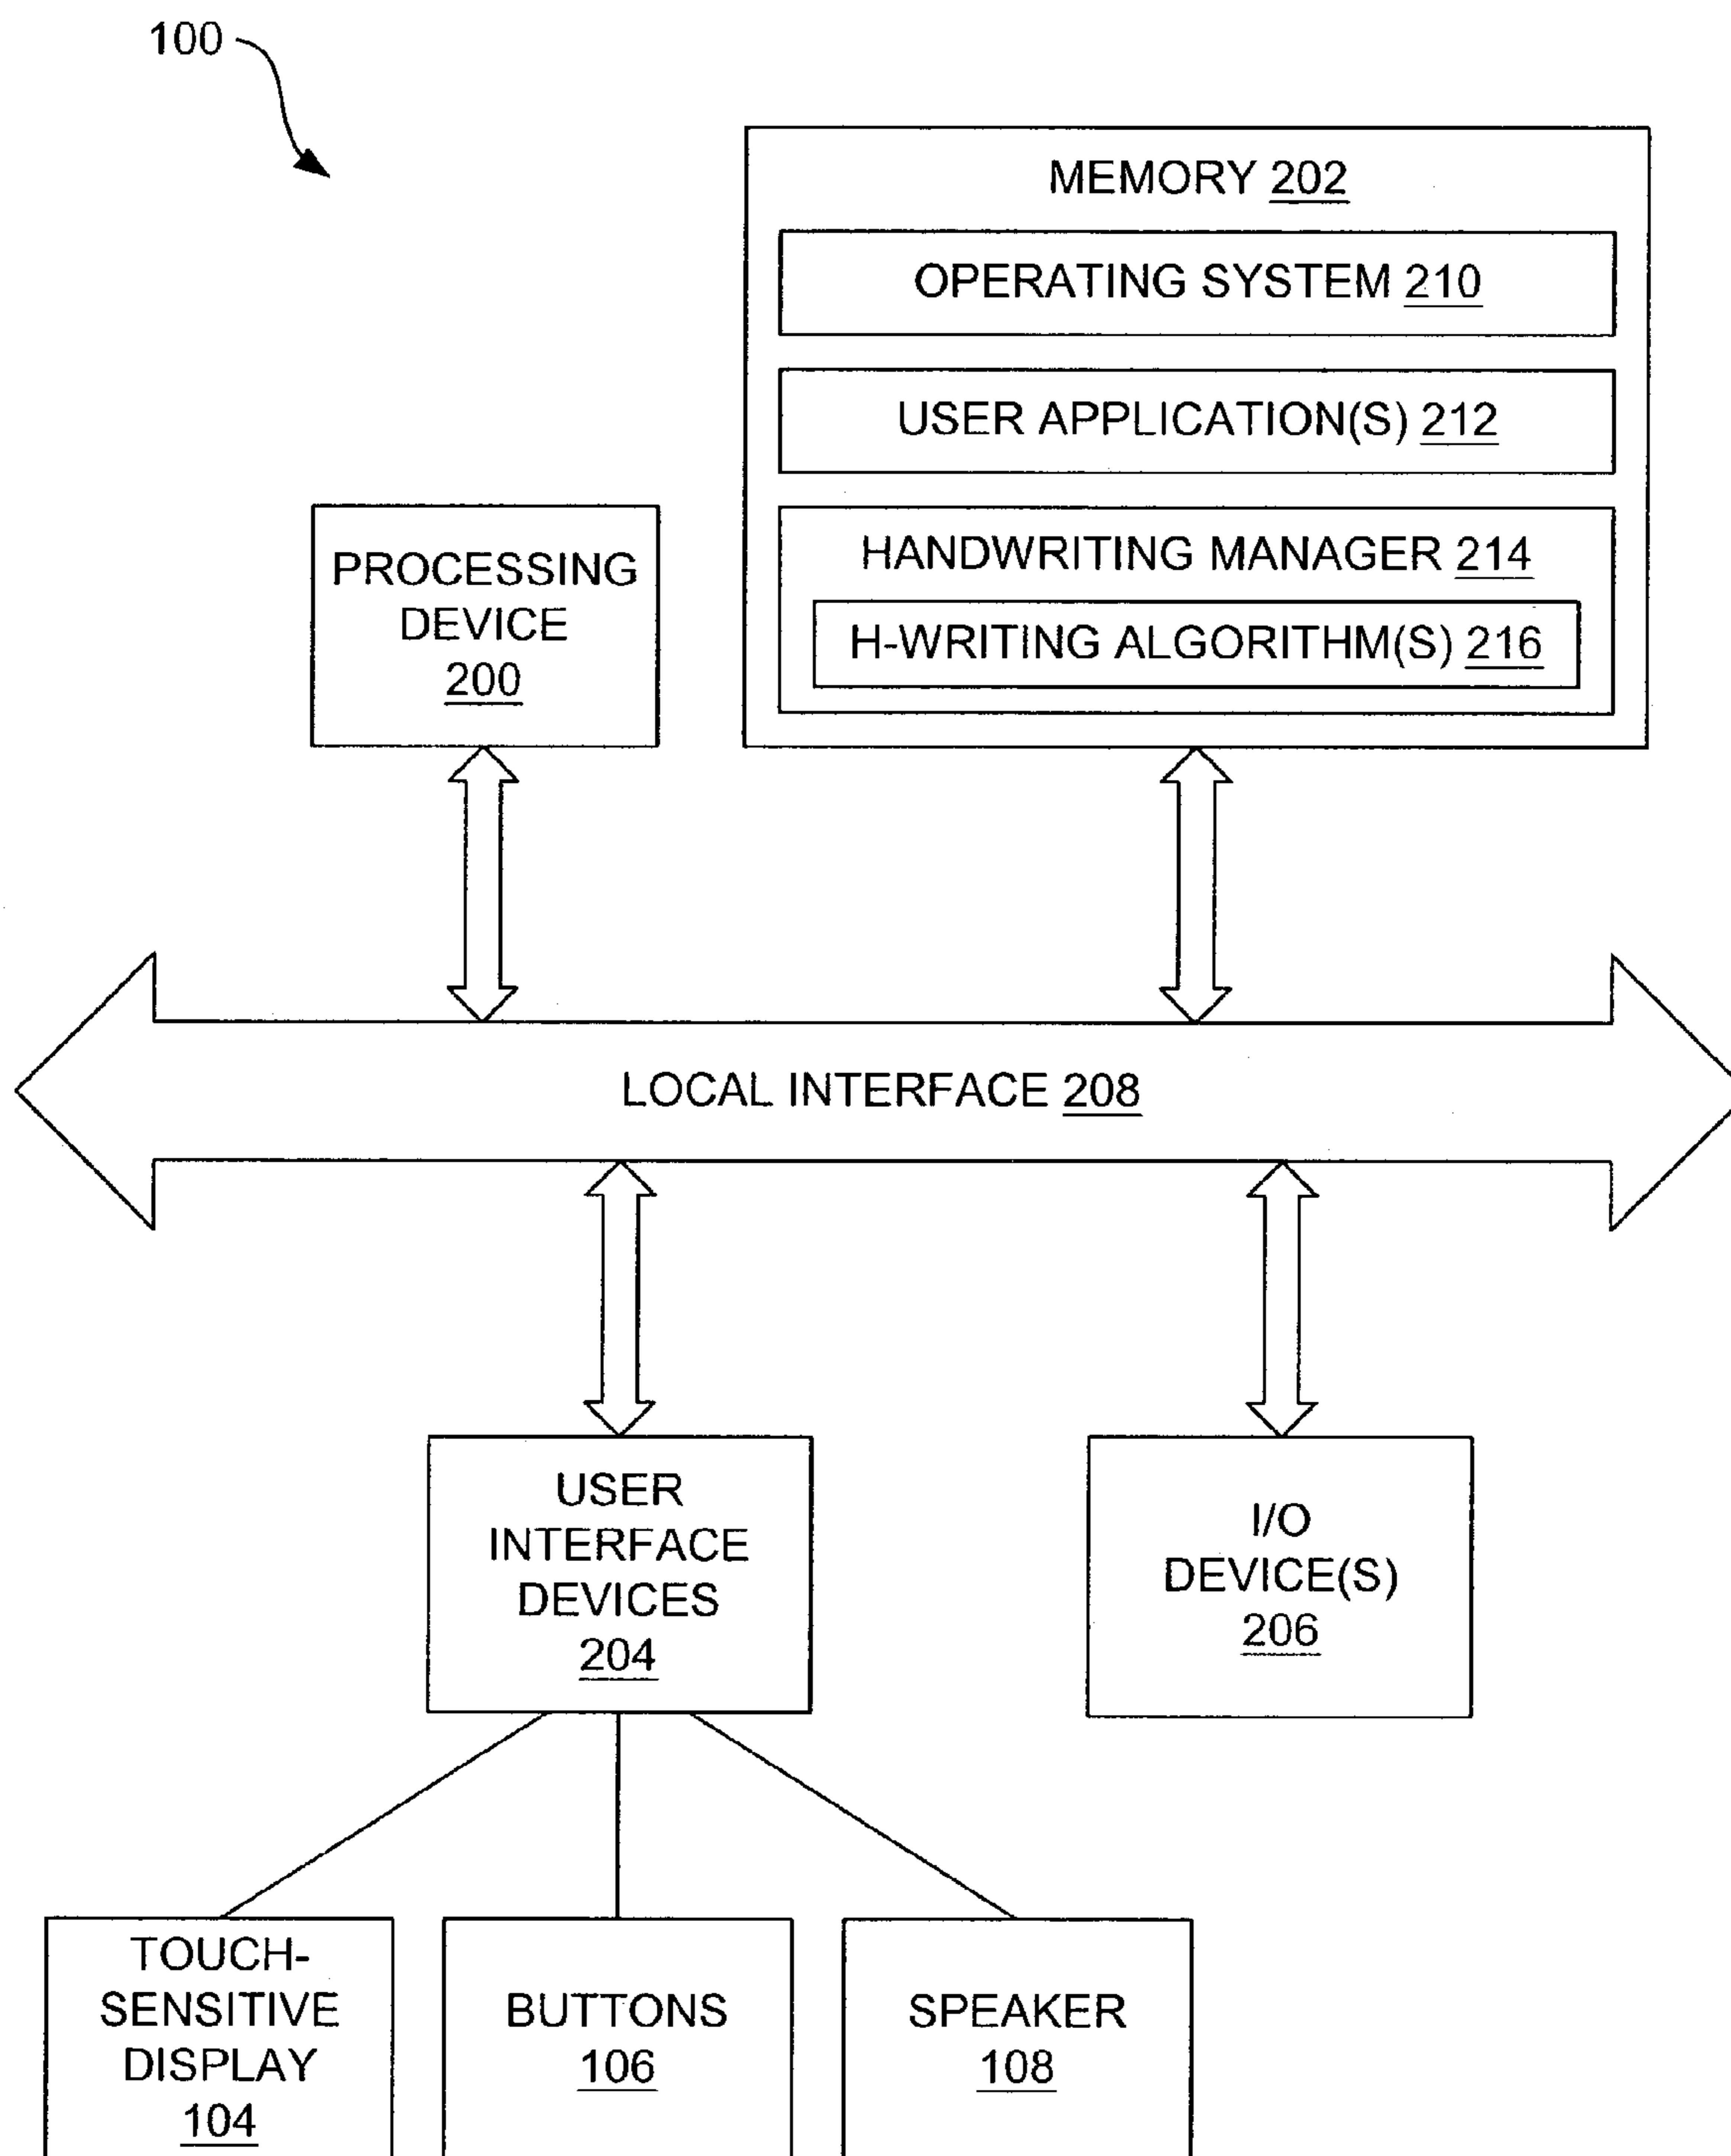 100
MEMORY 202
OPERATING SYSTEM 210
USER APPLICATION(S) 212
HANDWRITING MANAGER 214
H-WRITING ALGORITHM(S) 216
PROCESSING
DEVICE
200
LOCAL INTERFACE 208
USER
INTERFACE
DEVICES
204
I/O
DEVICE(S)
206
TOUCH-
SENSITIVE
DISPLAY
104
BUTTONS
106
SPEAKER
108